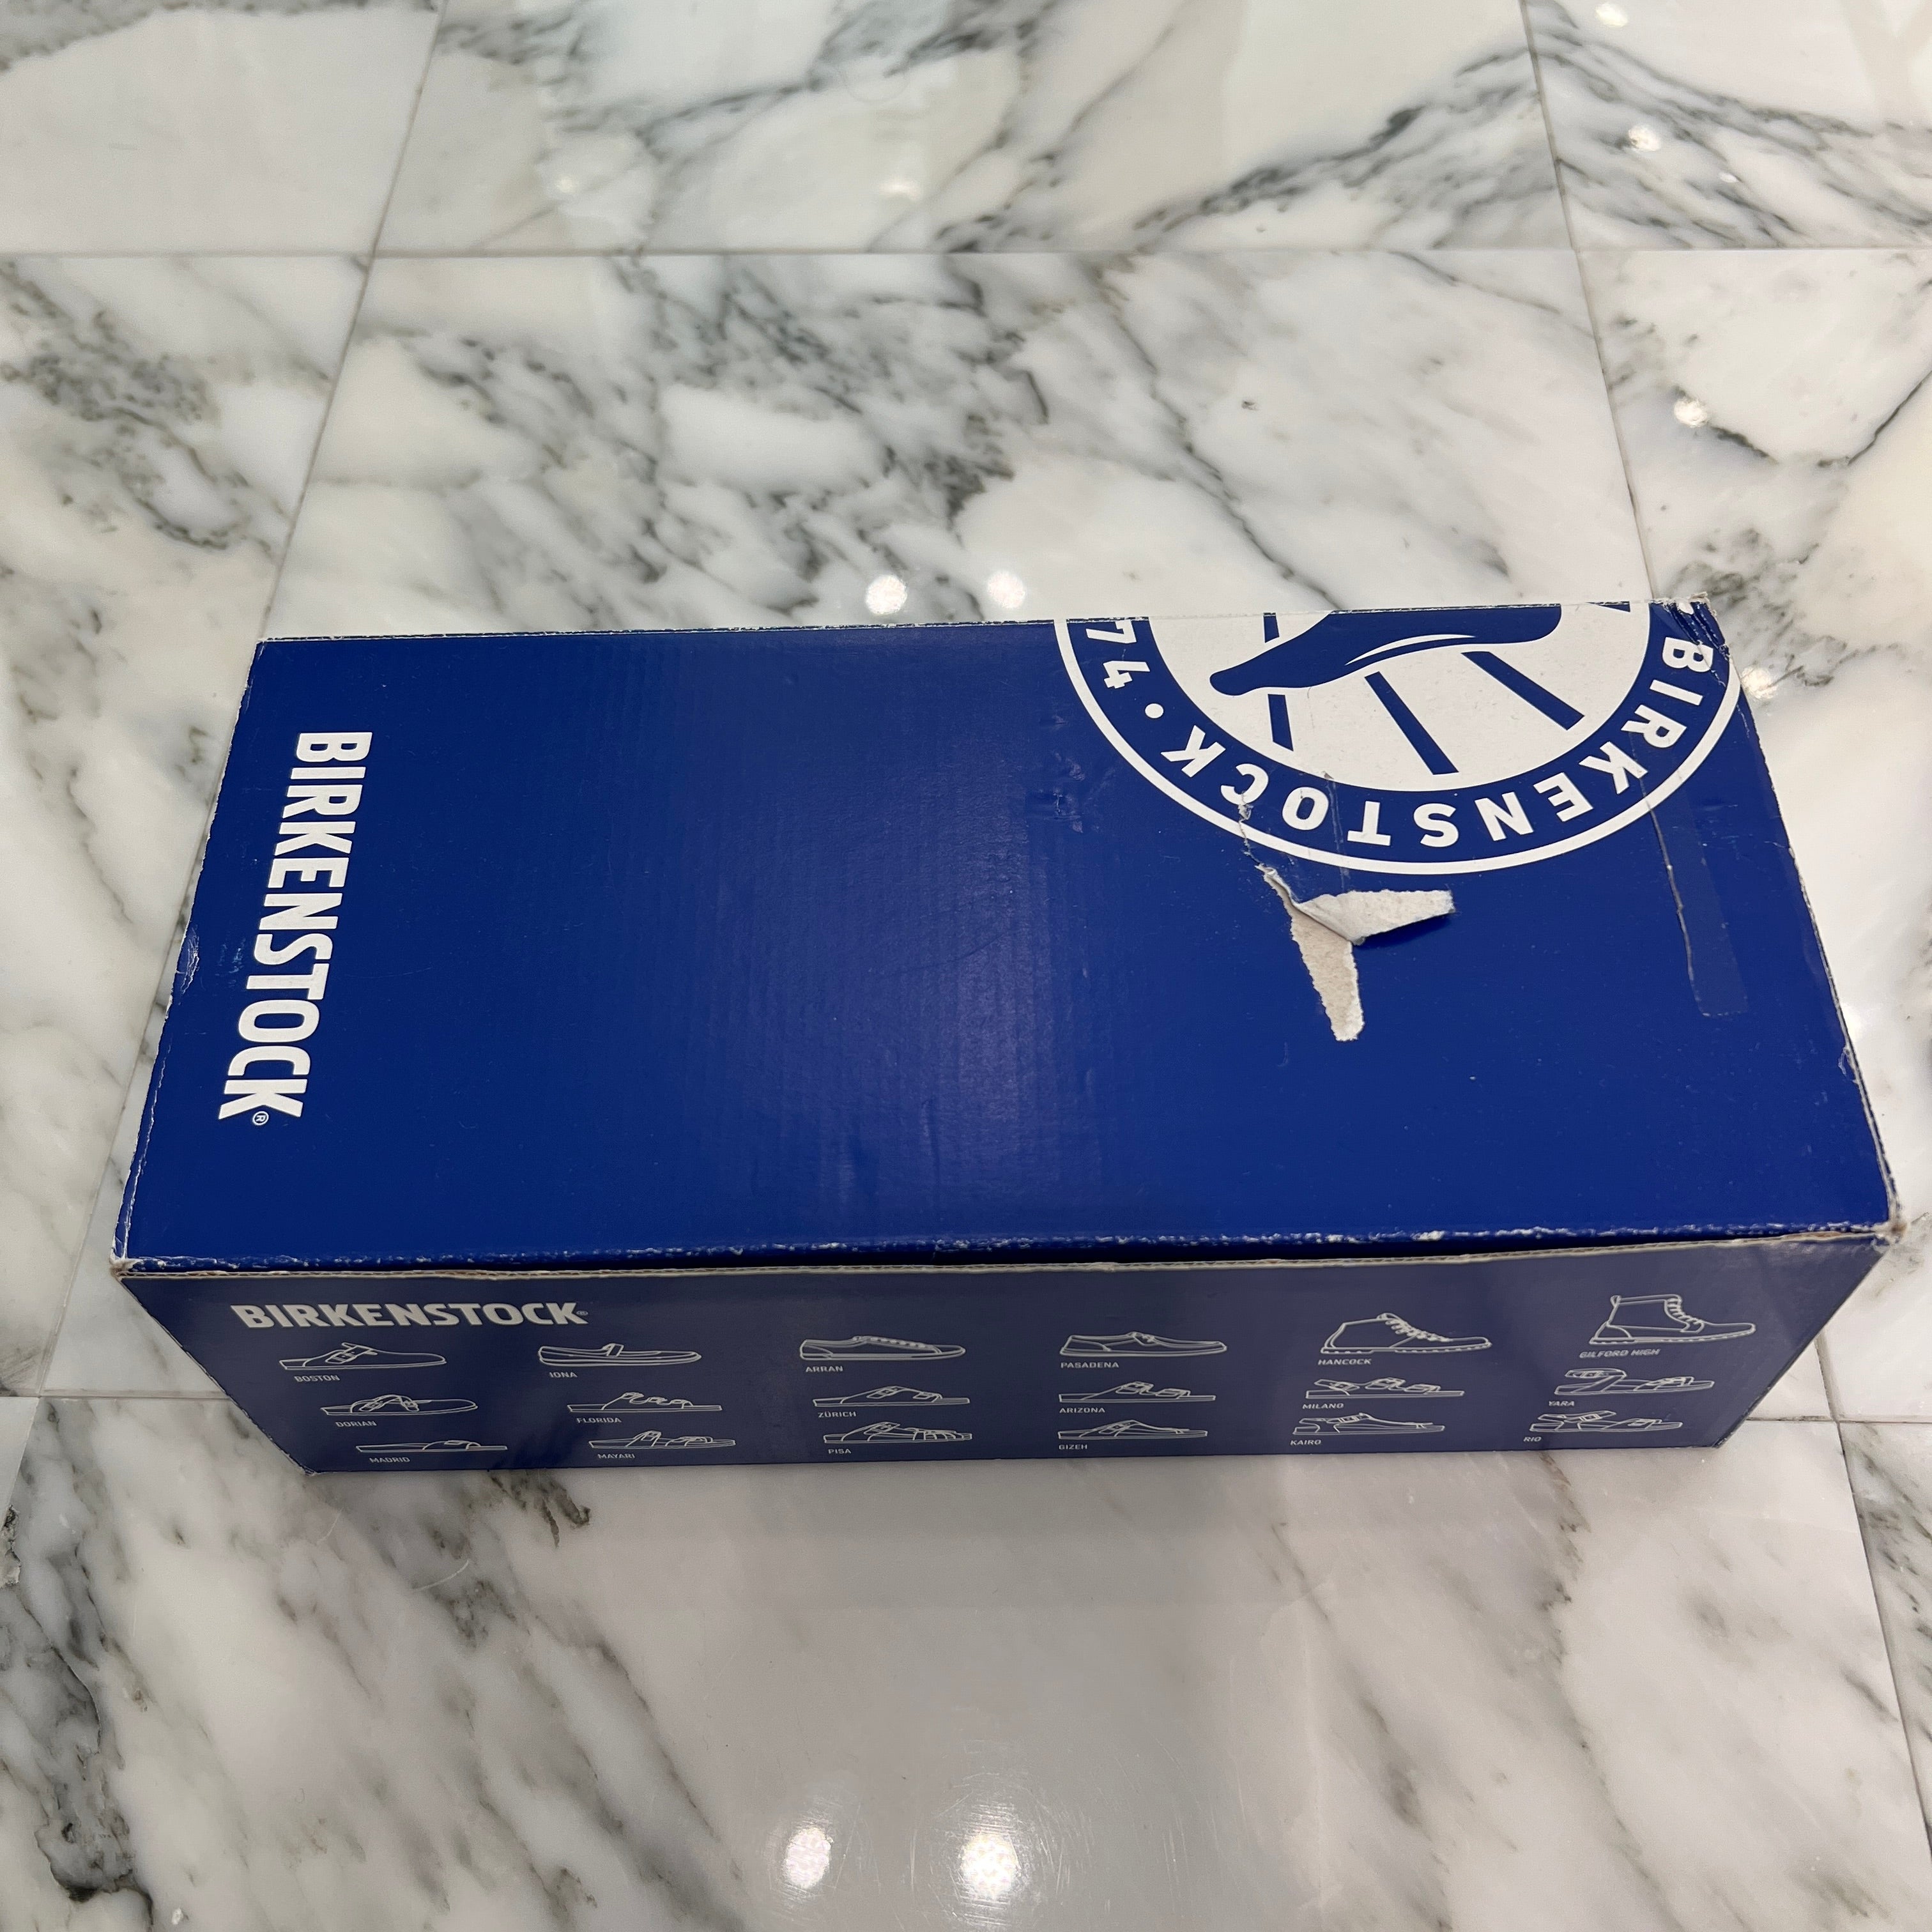 BIRKENSTOCK • 74
BIRKENSTOCK®
BIRKENSTOCK®
BOSTON IONA ARRAN PASADENA HANCOCK GILFORD HIGH
DORIAN FLORIDA ZÜRICH ARIZONA MILANO YARA
MADRID MAYARI PISA GIZEH KAIRO RIO